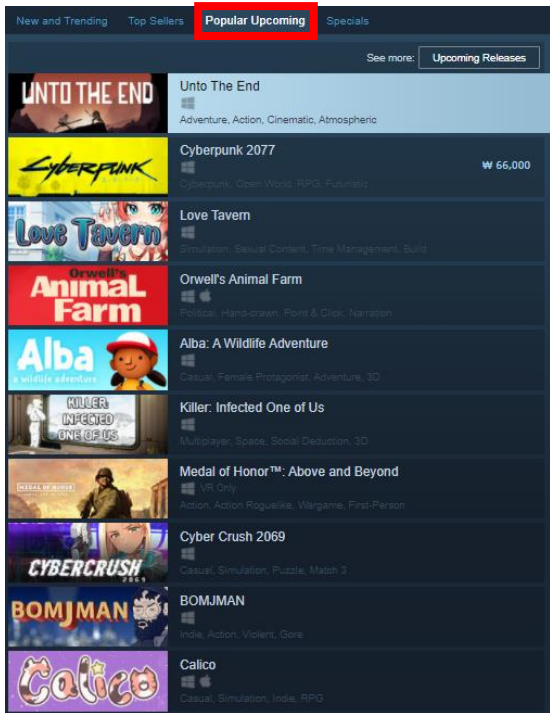 New and Trending Top Sellers Popular Upcoming Specials
See more: Upcoming Releases
UNTO THE END
Unto The End
Adventure, Action, Cinematic, Atmospheric
Cyberpunk
Cyberpunk 2077
₩ 66,000
Cyberpunk, Open World, RPG, Futuristic
Love Tavern
Love Tavern
Simulation, Sexual Content, Time Management, Build
Orwell's
Animal
Farm
Orwell's Animal Farm
Political, Hand-drawn, Point & Click, Narration
Alba
a wildlife adventure
Alba: A Wildlife Adventure
Casual, Female Protagonist, Adventure, 3D
KILLER:
INFECTED
ONE OF US
Killer: Infected One of Us
Multiplayer, Space, Social Deduction, 3D
MEDAL OF HONOR
Medal of Honor™: Above and Beyond
VR Only
Action, Action Roguelike, Wargame, First-Person
CYBERCRUSH
2069
Cyber Crush 2069
Casual, Simulation, Puzzle, Match 3
BOMJMAN
BOMJMAN
Indie, Action, Violent, Gore
Calico
Calico
Casual, Simulation, Indie, RPG